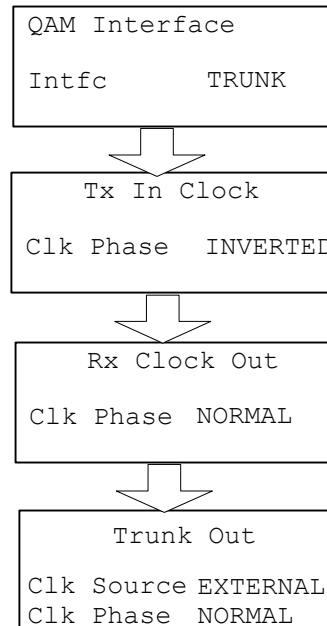 QAM Interface
Intfc TRUNK
Tx In Clock
Clk Phase INVERTED
Rx Clock Out
Clk Phase NORMAL
Trunk Out
Clk Source EXTERNAL
Clk Phase NORMAL